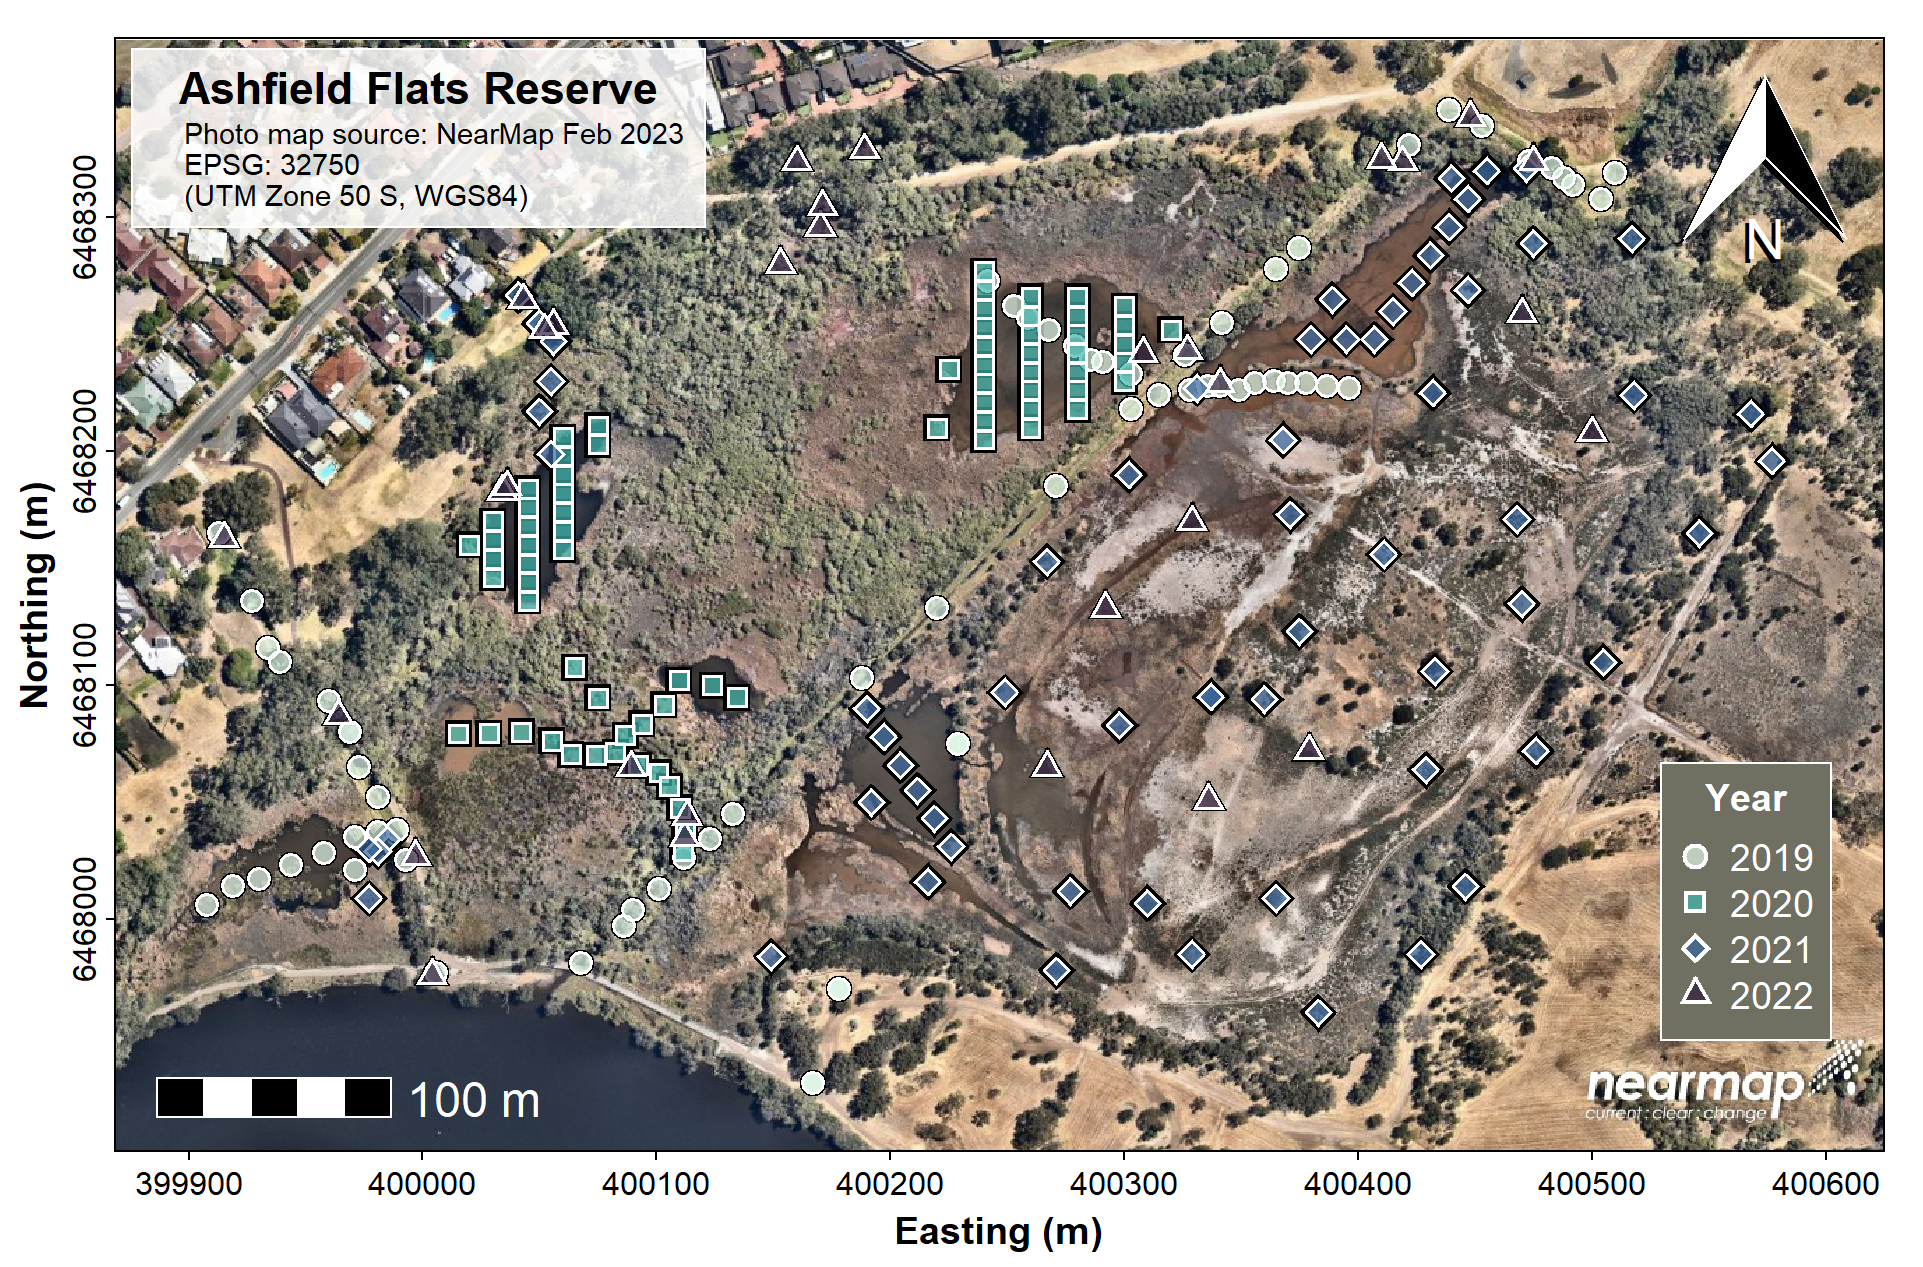 Ashfield Flats Reserve
Photo map source: NearMap Feb 2023
EPSG: 32750
(UTM Zone 50 S, WGS84)
N
Northing (m)
6468300
6468200
6468100
6468000
Year
2019
2020
2021
2022
nearmap
current:clear:change
100 m
399900 400000 400100 400200 400300 400400 400500 400600
Easting (m)